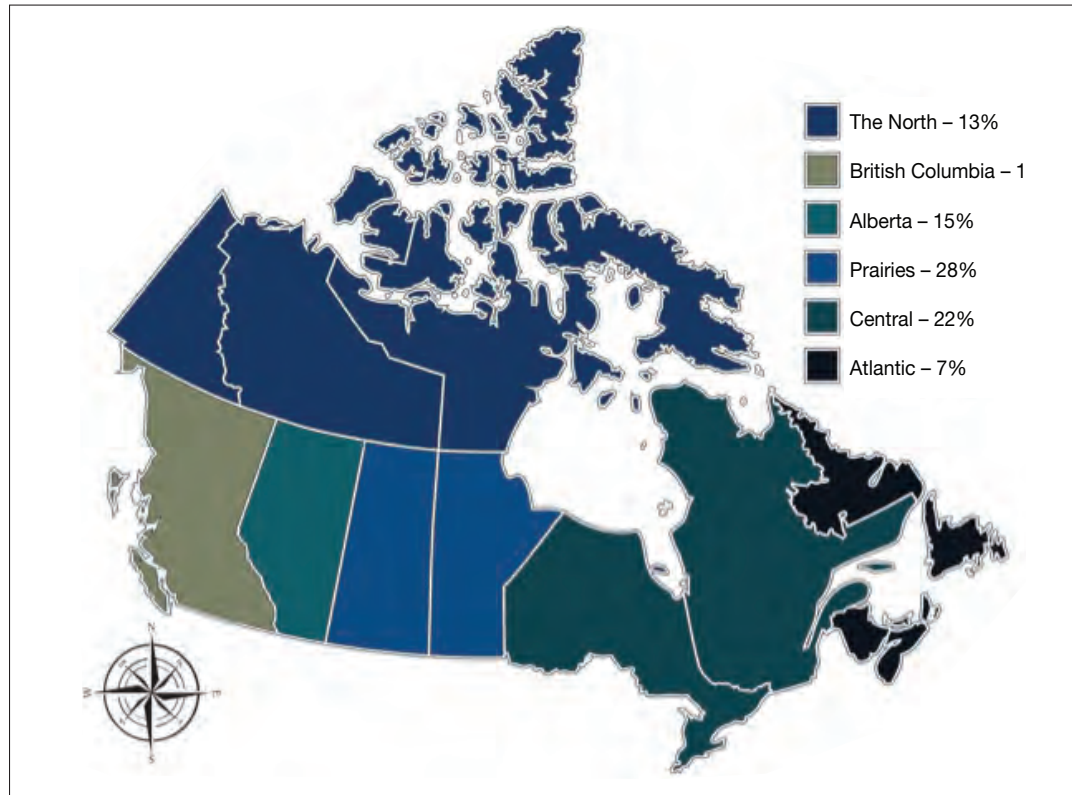 The North – 13%
British Columbia – 1
Alberta – 15%
Prairies – 28%
Central – 22%
Atlantic – 7%
N
W
E
S